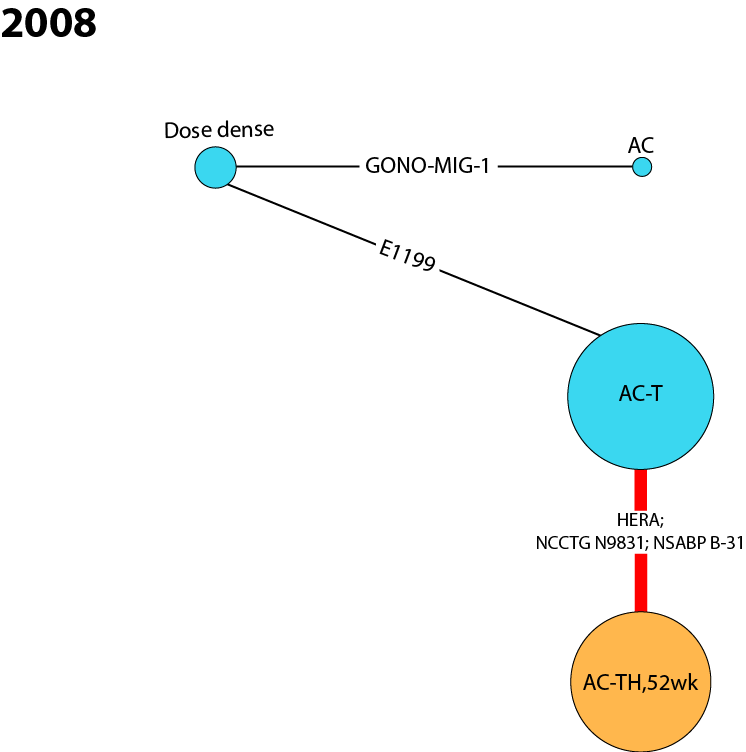 2008
Dose dense
AC
GONO-MIG-1
E1199
AC-T
HERA;
NCCTG N9831; NSABP B-31
AC-TH,52wk